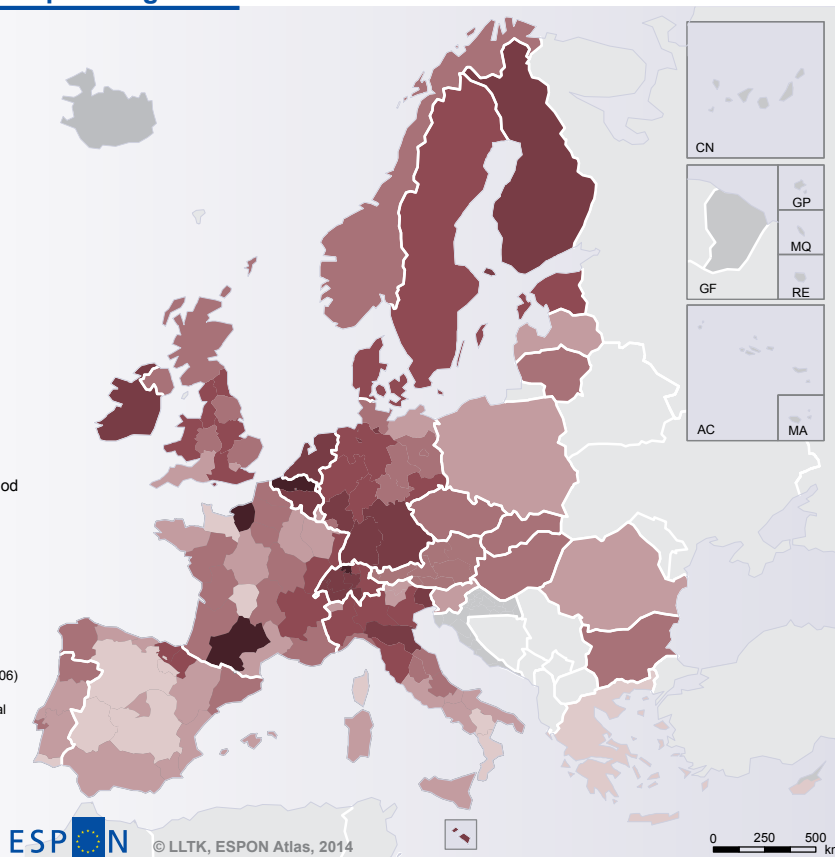 CN
GP
MQ
GF
RE
AC
MA
od
06)
al
ESPON
© LLTK, ESPON Atlas, 2014
0 250 500
km